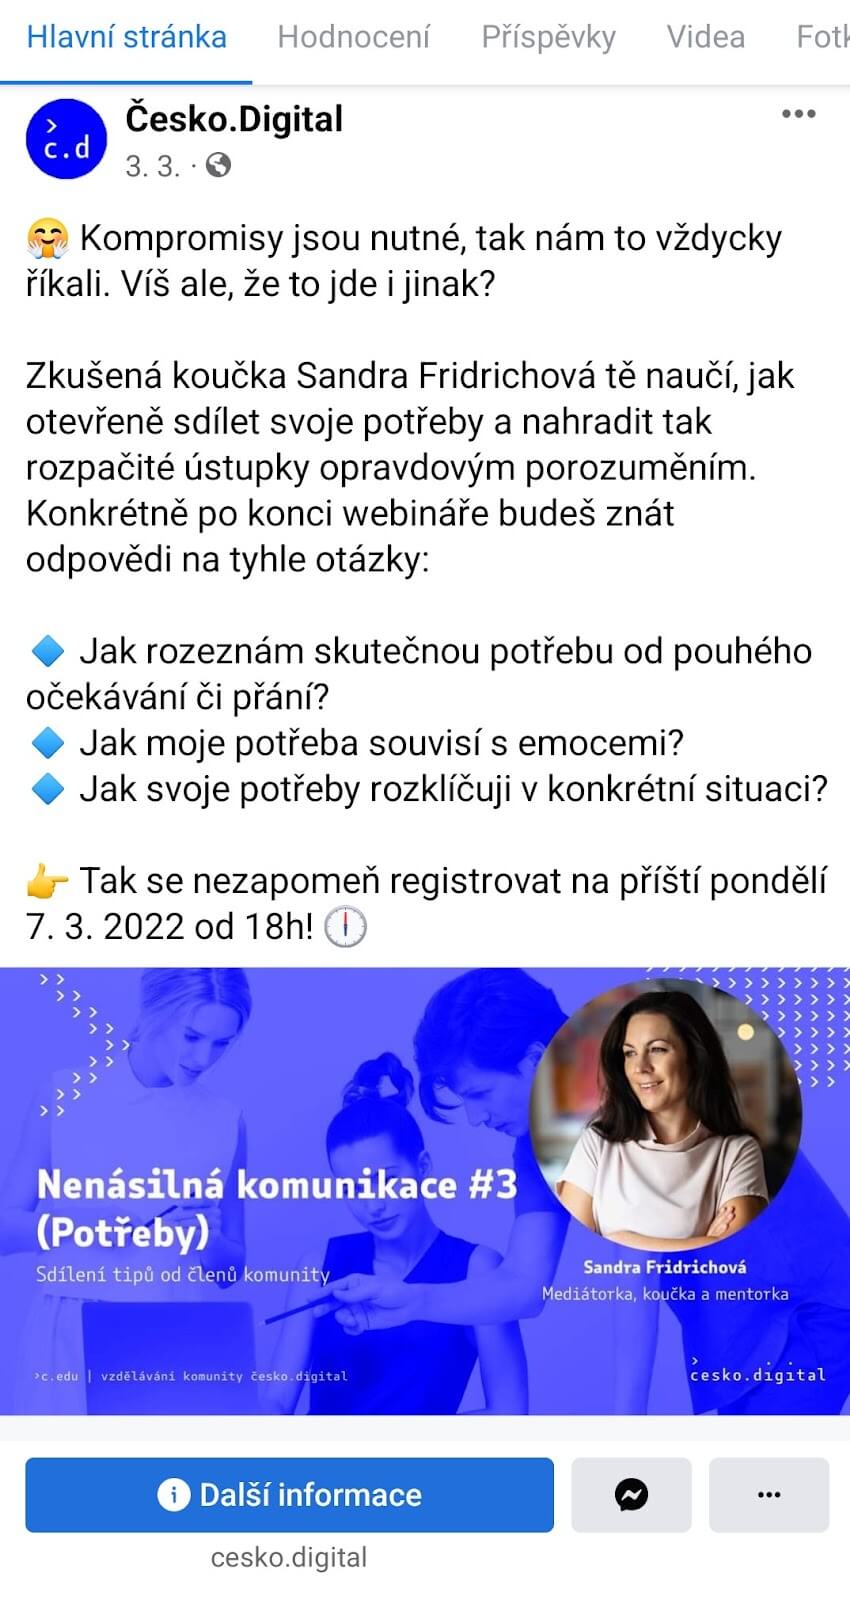 Hlavní stránka Hodnocení Příspěvky Videa Fotk
› c.d
Česko.Digital
3. 3. ·
🤗 Kompromisy jsou nutné, tak nám to vždycky
říkali. Víš ale, že to jde i jinak?
Zkušená koučka Sandra Fridrichová tě naučí, jak
otevřeně sdílet svoje potřeby a nahradit tak
rozpačité ústupky opravdovým porozuměním.
Konkrétně po konci webináře budeš znát
odpovědi na tyhle otázky:
🔷 Jak rozeznám skutečnou potřebu od pouhého
očekávání či přání?
🔷 Jak moje potřeba souvisí s emocemi?
🔷 Jak svoje potřeby rozklíčuji v konkrétní situaci?
👉 Tak se nezapomeň registrovat na příští pondělí
7. 3. 2022 od 18h! 🕛
Nenásilná komunikace #3
(Potřeby)
Sdílení tipů od členů komunity
Sandra Fridrichová
Mediátorka, koučka a mentorka
›c.edu | vzdělávání komunity česko.digital
česko.digital
Další informace
cesko.digital